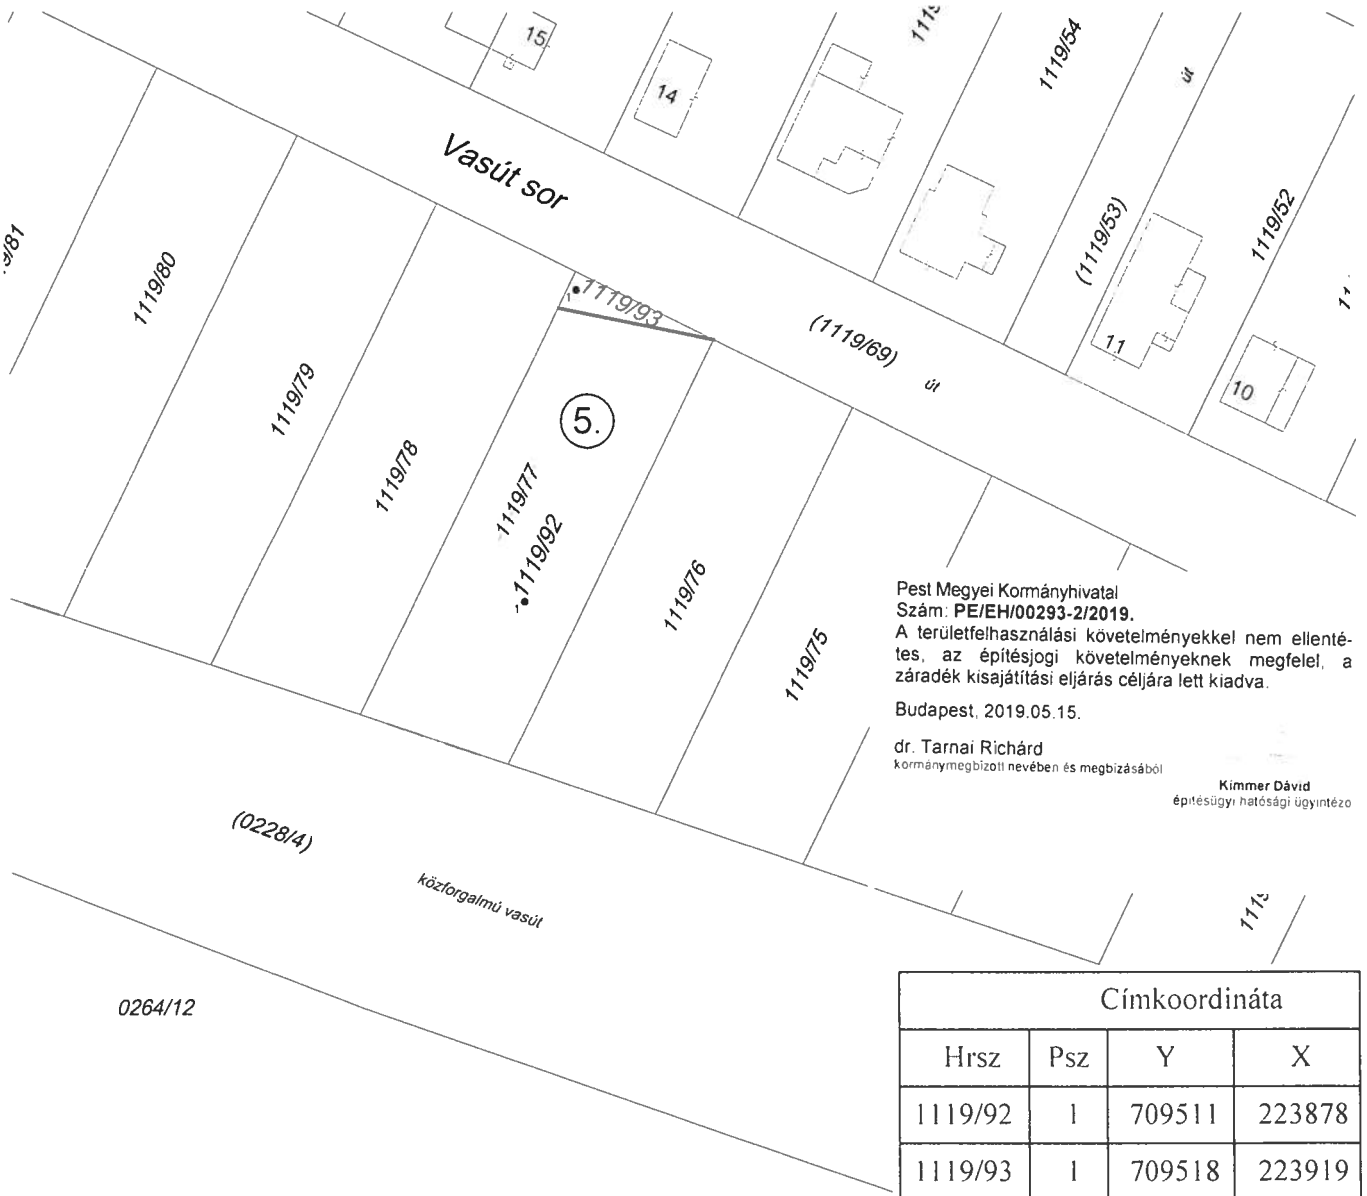 15
14
1119/54
út
Vasút sor
(1119/53)
1119/52
1119/80
1
1119/93
(1119/69)
út
11
10
1119/79
5.
1119/78
1119/77
1119/92
1119/76
1119/75
Pest Megyei Kormányhivatal
Szám: PE/EH/00293-2/2019.
A területfelhasználási követelményekkel nem ellenté-
tes, az építésjogi követelményeknek megfelel, a
záradék kisajátítási eljárás céljára lett kiadva.
Budapest, 2019.05.15.
dr. Tarnai Richárd
kormánymegbízott nevében és megbízásából
Kimmer Dávid
építésügyi hatósági ügyintéző
(0228/4)
közforgalmú vasút
0264/12
Címkoordináta
Hrsz Psz Y X
1119/92 1 709511 223878
1119/93 1 709518 223919